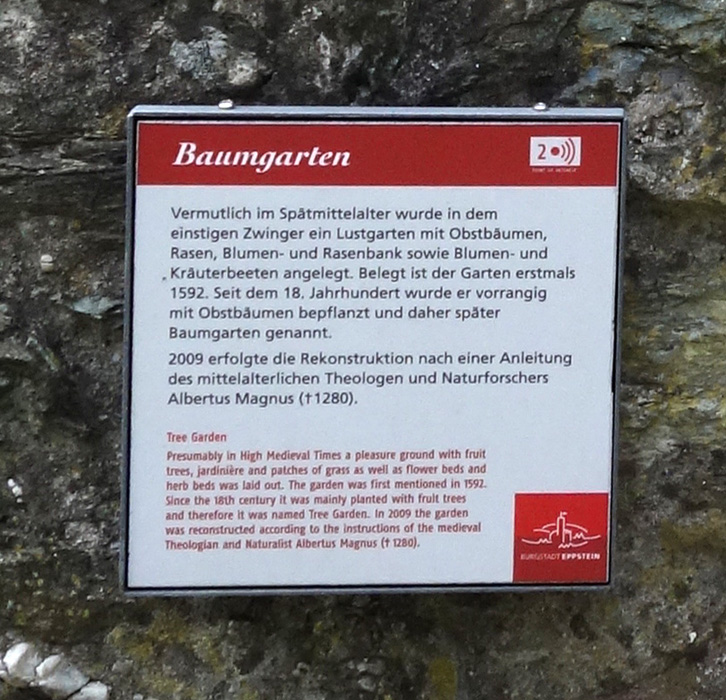 Baumgarten
2
Vermutlich im Spätmittelalter wurde in dem
einstigen Zwinger ein Lustgarten mit Obstbäumen,
Rasen, Blumen- und Rasenbank sowie Blumen- und
Kräuterbeeten angelegt. Belegt ist der Garten erstmals
1592. Seit dem 18. Jahrhundert wurde er vorrangig
mit Obstbäumen bepflanzt und daher später
Baumgarten genannt.
2009 erfolgte die Rekonstruktion nach einer Anleitung
des mittelalterlichen Theologen und Naturforschers
Albertus Magnus (†1280).
Tree Garden
Presumably in High Medieval Times a pleasure ground with fruit
trees, jardinière and patches of grass as well as flower beds and
herb beds was laid out. The garden was first mentioned in 1592.
Since the 18th century it was mainly planted with fruit trees
and therefore it was named Tree Garden. In 2009 the garden
was reconstructed according to the instructions of the medieval
Theologian and Naturalist Albertus Magnus († 1280).
BURGSTADT EPPSTEIN